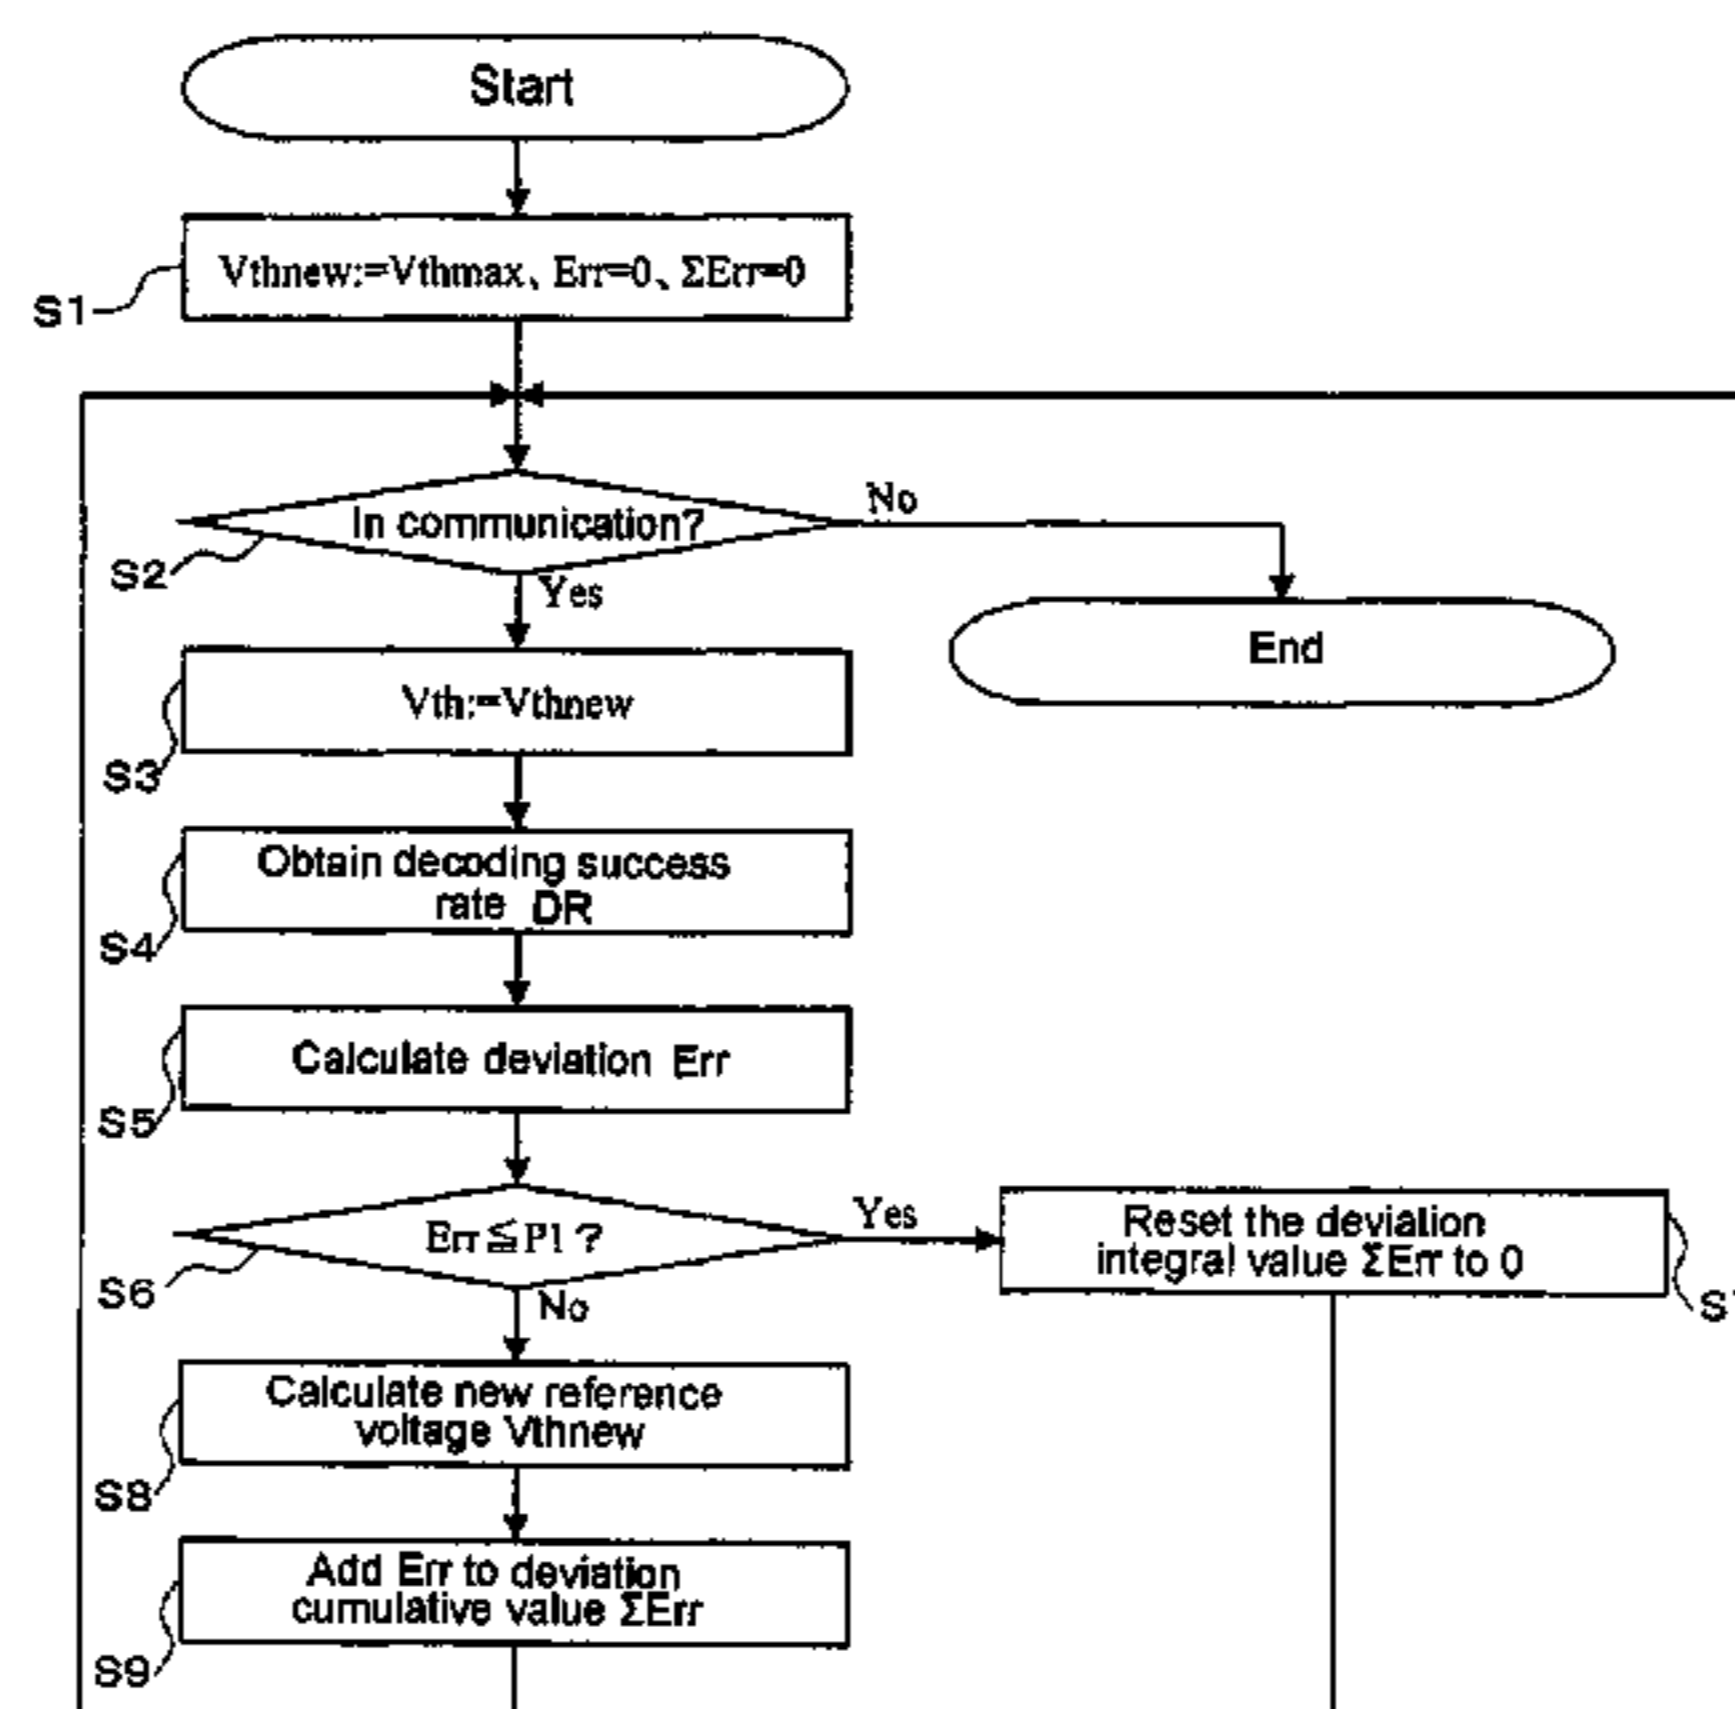 Start
Vthnew:=Vthmax、Err=0、ΣErr=0
S1
In communication?
No
S2
Yes
End
Vth:=Vthnew
S3
Obtain decoding success
rate DR
S4
Calculate deviation Err
S5
Err≦P1 ?
Yes
Reset the deviation
integral value ΣErr to 0
S6
No
Calculate new reference
voltage Vthnew
S8
Add Err to deviation
cumulative value ΣErr
S9